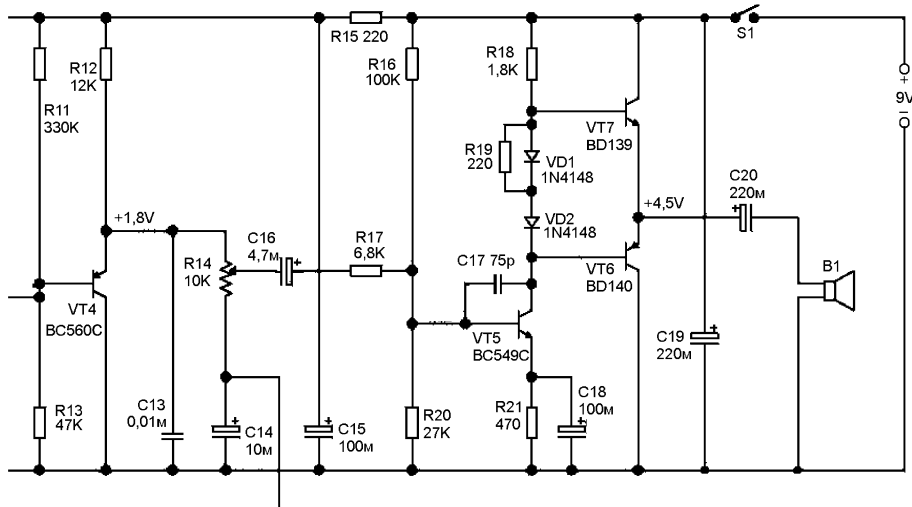 R15 220
S1
R12
12K
R16
100K
R18
1,8K
+
9V
–
R11
330K
VT7
BD139
R19
220
VD1
1N4148
+1,8V
C20
220м
+
+4,5V
VD2
1N4148
C16
4,7м
+
R17
6,8K
R14
10K
C17 75p
VT6
BD140
B1
VT4
BC560C
VT5
BC549C
C19
220м
+
R13
47K
C13
0,01м
+
C14
10м
+
C15
100м
R20
27K
R21
470
C18
100м
+